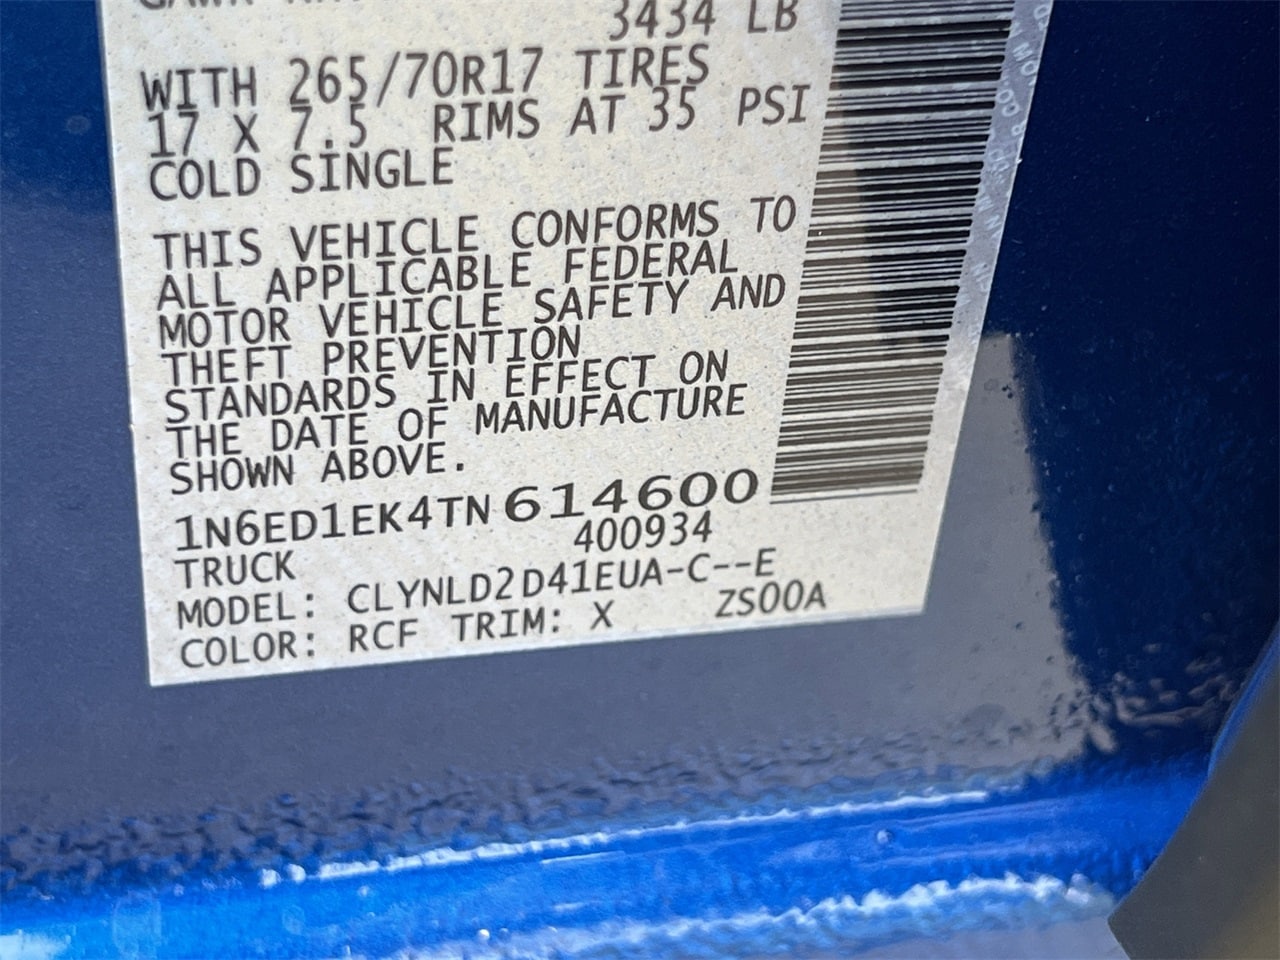 3434 LB
WITH 265/70R17 TIRES
17 X 7.5 RIMS AT 35 PSI
COLD SINGLE
THIS VEHICLE CONFORMS TO
ALL APPLICABLE FEDERAL
MOTOR VEHICLE SAFETY AND
THEFT PREVENTION
STANDARDS IN EFFECT ON
THE DATE OF MANUFACTURE
SHOWN ABOVE.
1N6ED1EK4TN614600
400934
TRUCK
MODEL: CLYNLD2D41EUA-C--E
COLOR: RCF TRIM: X ZS00A